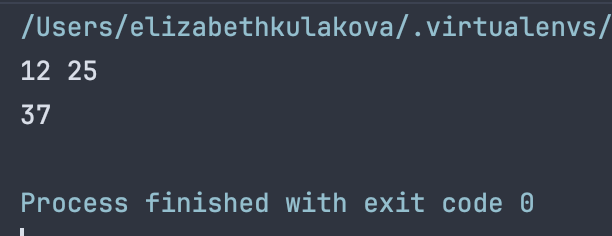 /Users/elizabethkulakova/.virtualenvs/
12 25
37
Process finished with exit code 0